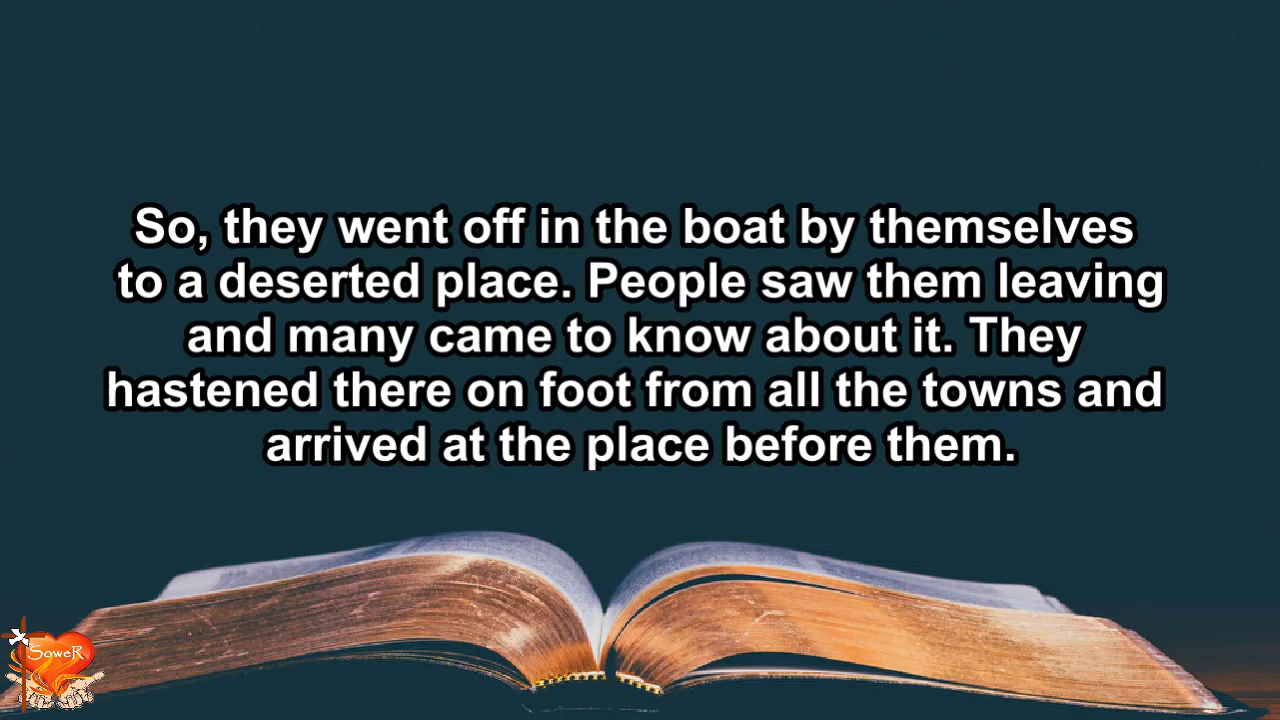 So, they went off in the boat by themselves
to a deserted place. People saw them leaving
and many came to know about it. They
hastened there on foot from all the towns and
arrived at the place before them.
SoweR